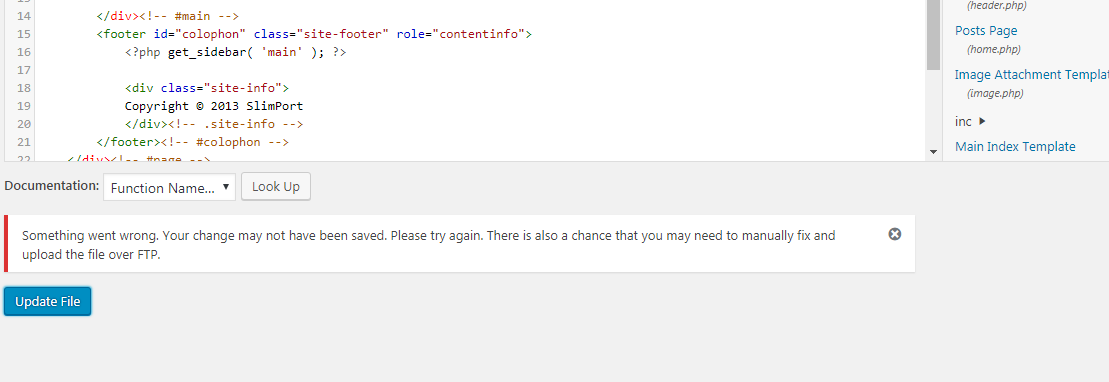 (header.php)
14 </div><!-- #main -->
Posts Page
15 <footer id="colophon" class="site-footer" role="contentinfo">
(home.php)
16 <?php get_sidebar( 'main' ); ?>
17
Image Attachment Templat
18 <div class="site-info">
(image.php)
19 Copyright © 2013 SlimPort
20 </div><!-- .site-info -->
inc
21 </footer><!-- #colophon -->
Main Index Template
22 </div><!-- #page -->
Documentation: Function Name... Look Up
Something went wrong. Your change may not have been saved. Please try again. There is also a chance that you may need to manually fix and
upload the file over FTP.
Update File